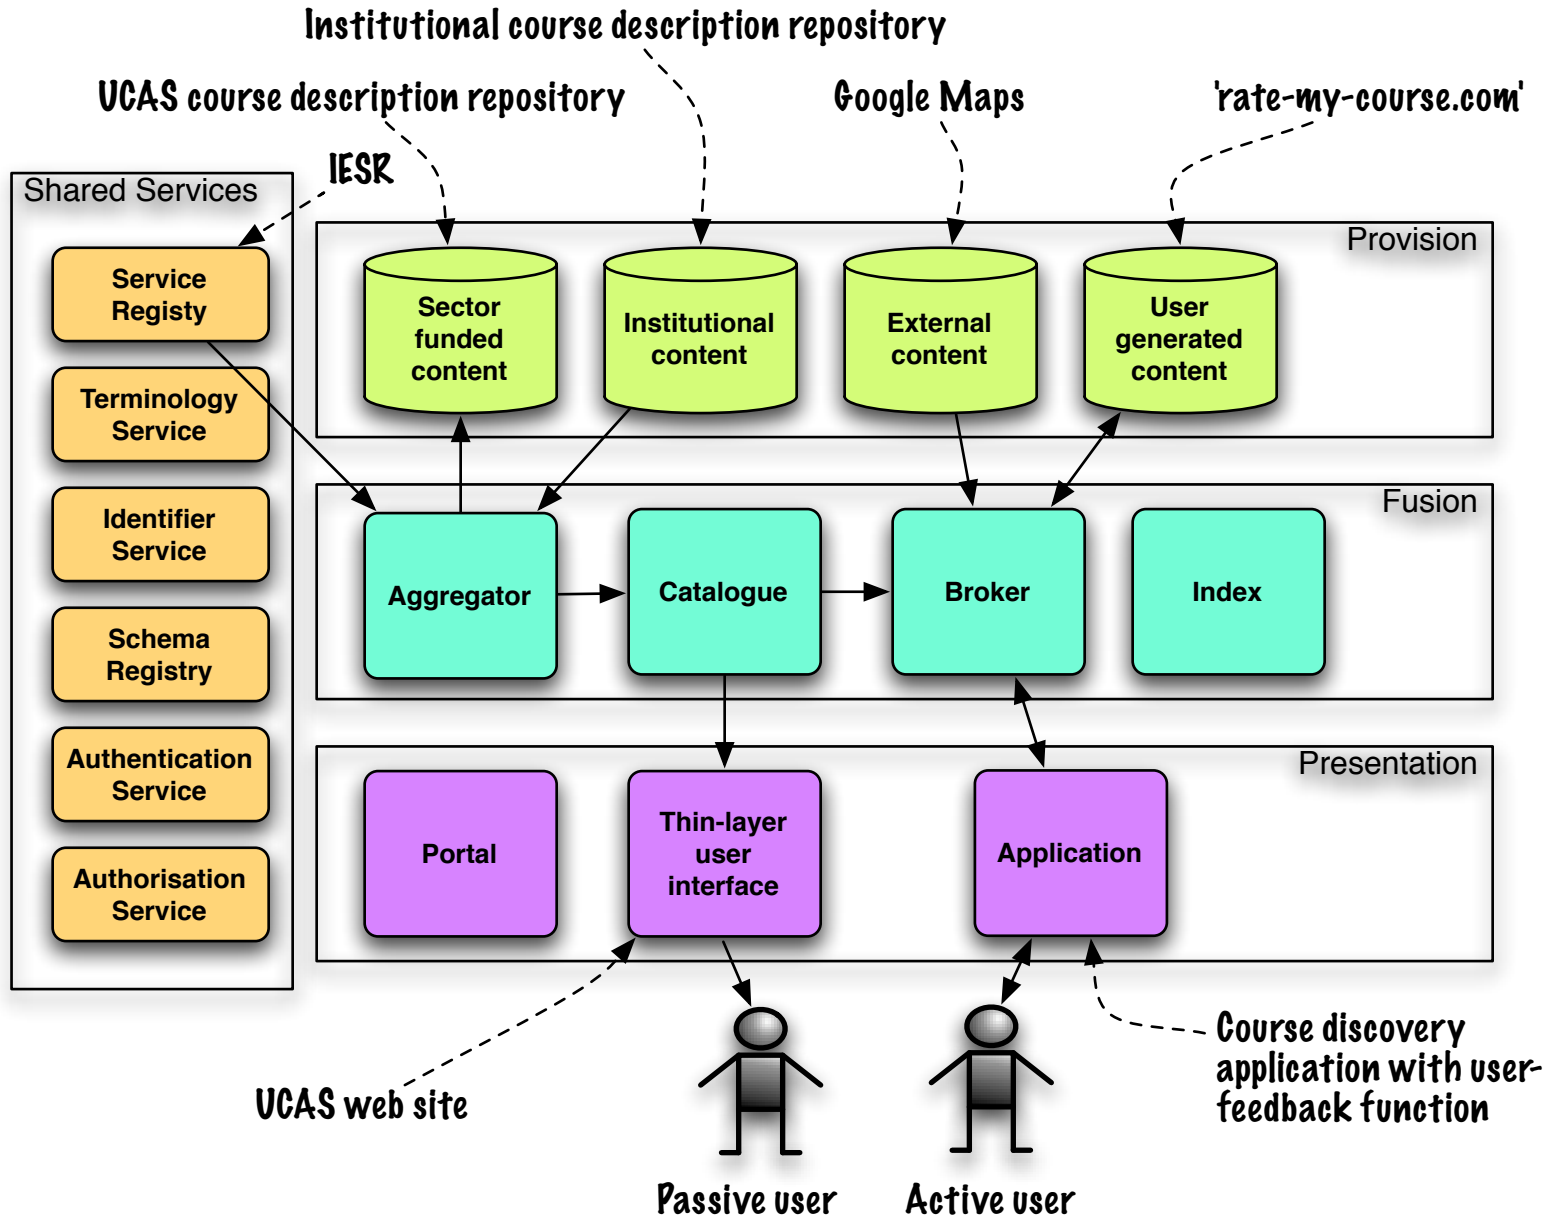 Institutional course description repository
UCAS course description repository
Google Maps
'rate-my-course.com'
IESR
Shared Services
Service
Registy
Terminology
Service
Identifier
Service
Schema
Registry
Authentication
Service
Authorisation
Service
Provision
Sector
funded
content
Institutional
content
External
content
User
generated
content
Fusion
Aggregator
Catalogue
Broker
Index
Presentation
Portal
Thin-layer
user
interface
Application
UCAS web site
Course discovery
application with user-
feedback function
Passive user
Active user